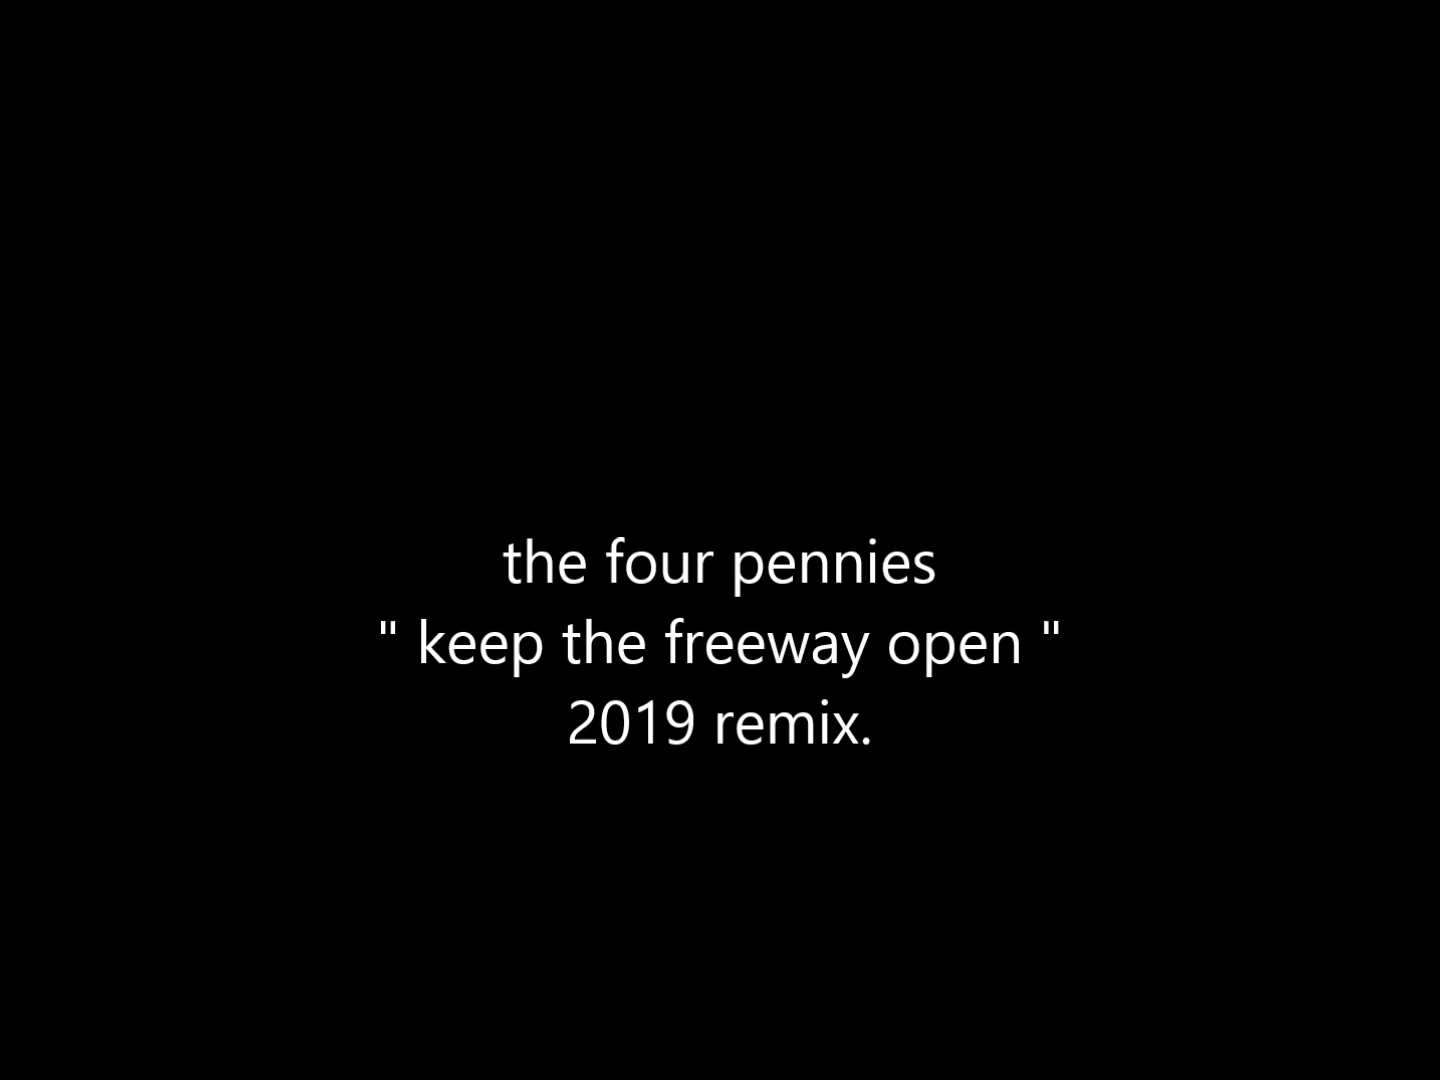 the four pennies
" keep the freeway open "
2019 remix.